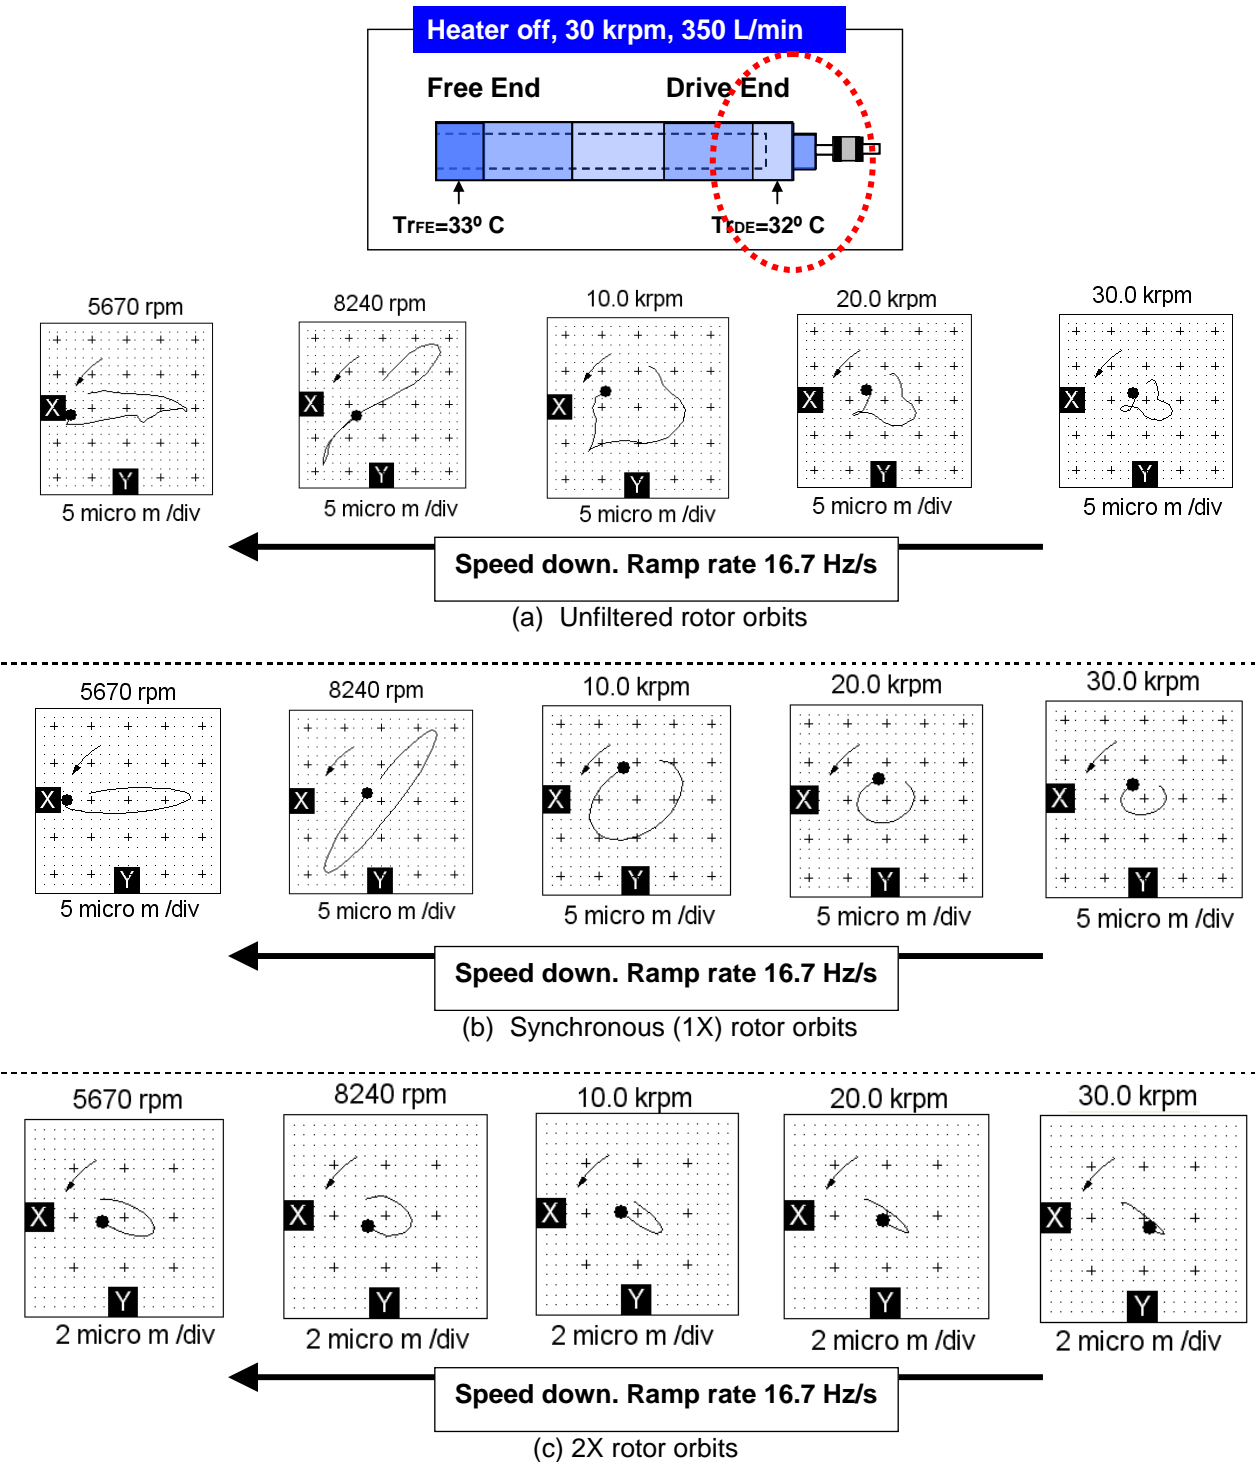 Heater off, 30 krpm, 350 L/min
Free End
Drive End
TrFE=33º C
TrDE=32º C
5670 rpm
8240 rpm
10.0 krpm
20.0 krpm
30.0 krpm
X
X
X
X
X
Y
Y
Y
Y
Y
5 micro m /div
5 micro m /div
5 micro m /div
5 micro m /div
5 micro m /div
Speed down. Ramp rate 16.7 Hz/s
(a) Unfiltered rotor orbits
5670 rpm
8240 rpm
10.0 krpm
20.0 krpm
30.0 krpm
X
X
X
X
X
Y
Y
Y
Y
Y
5 micro m /div
5 micro m /div
5 micro m /div
5 micro m /div
5 micro m /div
Speed down. Ramp rate 16.7 Hz/s
(b) Synchronous (1X) rotor orbits
5670 rpm
8240 rpm
10.0 krpm
20.0 krpm
30.0 krpm
X
X
X
X
X
Y
Y
Y
Y
Y
2 micro m /div
2 micro m /div
2 micro m /div
2 micro m /div
2 micro m /div
Speed down. Ramp rate 16.7 Hz/s
(c) 2X rotor orbits